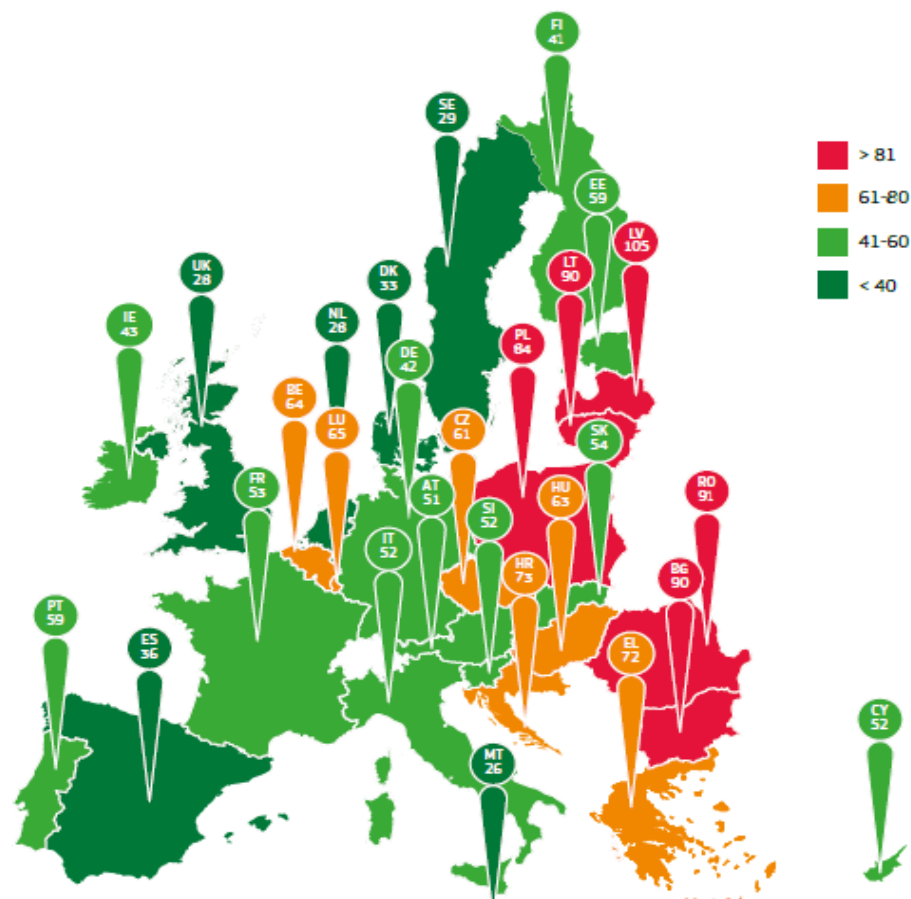 FI
41
SE
29
EE
59
> 81
61-80
41-60
< 40
LV
105
LT
90
UK
28
DK
33
IE
43
NL
28
DE
42
PL
84
BE
64
LU
65
CZ
61
SK
54
FR
53
AT
51
HU
63
RO
91
SI
52
IT
52
HR
73
BG
90
PT
59
ES
36
EL
72
CY
52
MT
26